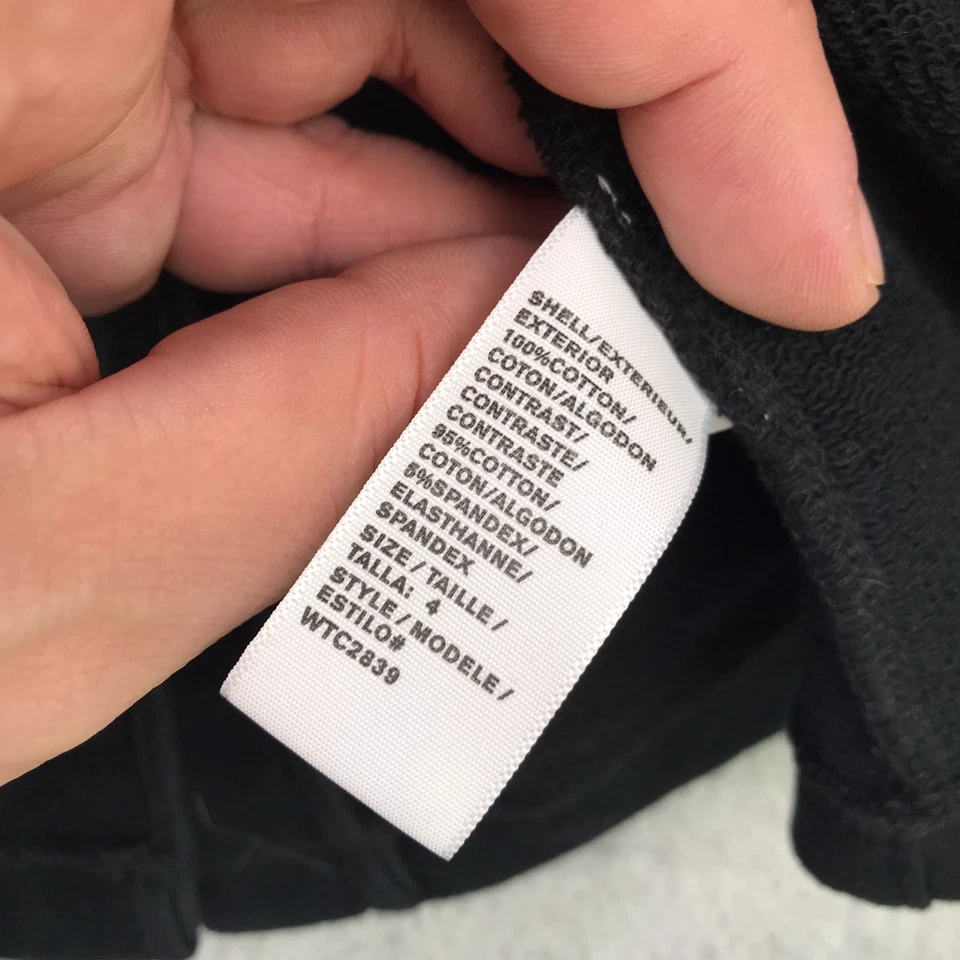 SHELL/EXTERIEUR/
EXTERIOR
100%COTTON/
COTON/ALGODON
CONTRAST/
CONTRASTE/
CONTRASTE
95%COTTON/
COTON/ALGODON
5%SPANDEX/
ELASTHANNE/
SPANDEX
SIZE / TAILLE /
TALLA: 4
STYLE / MODELE /
ESTILO#
WTC2839